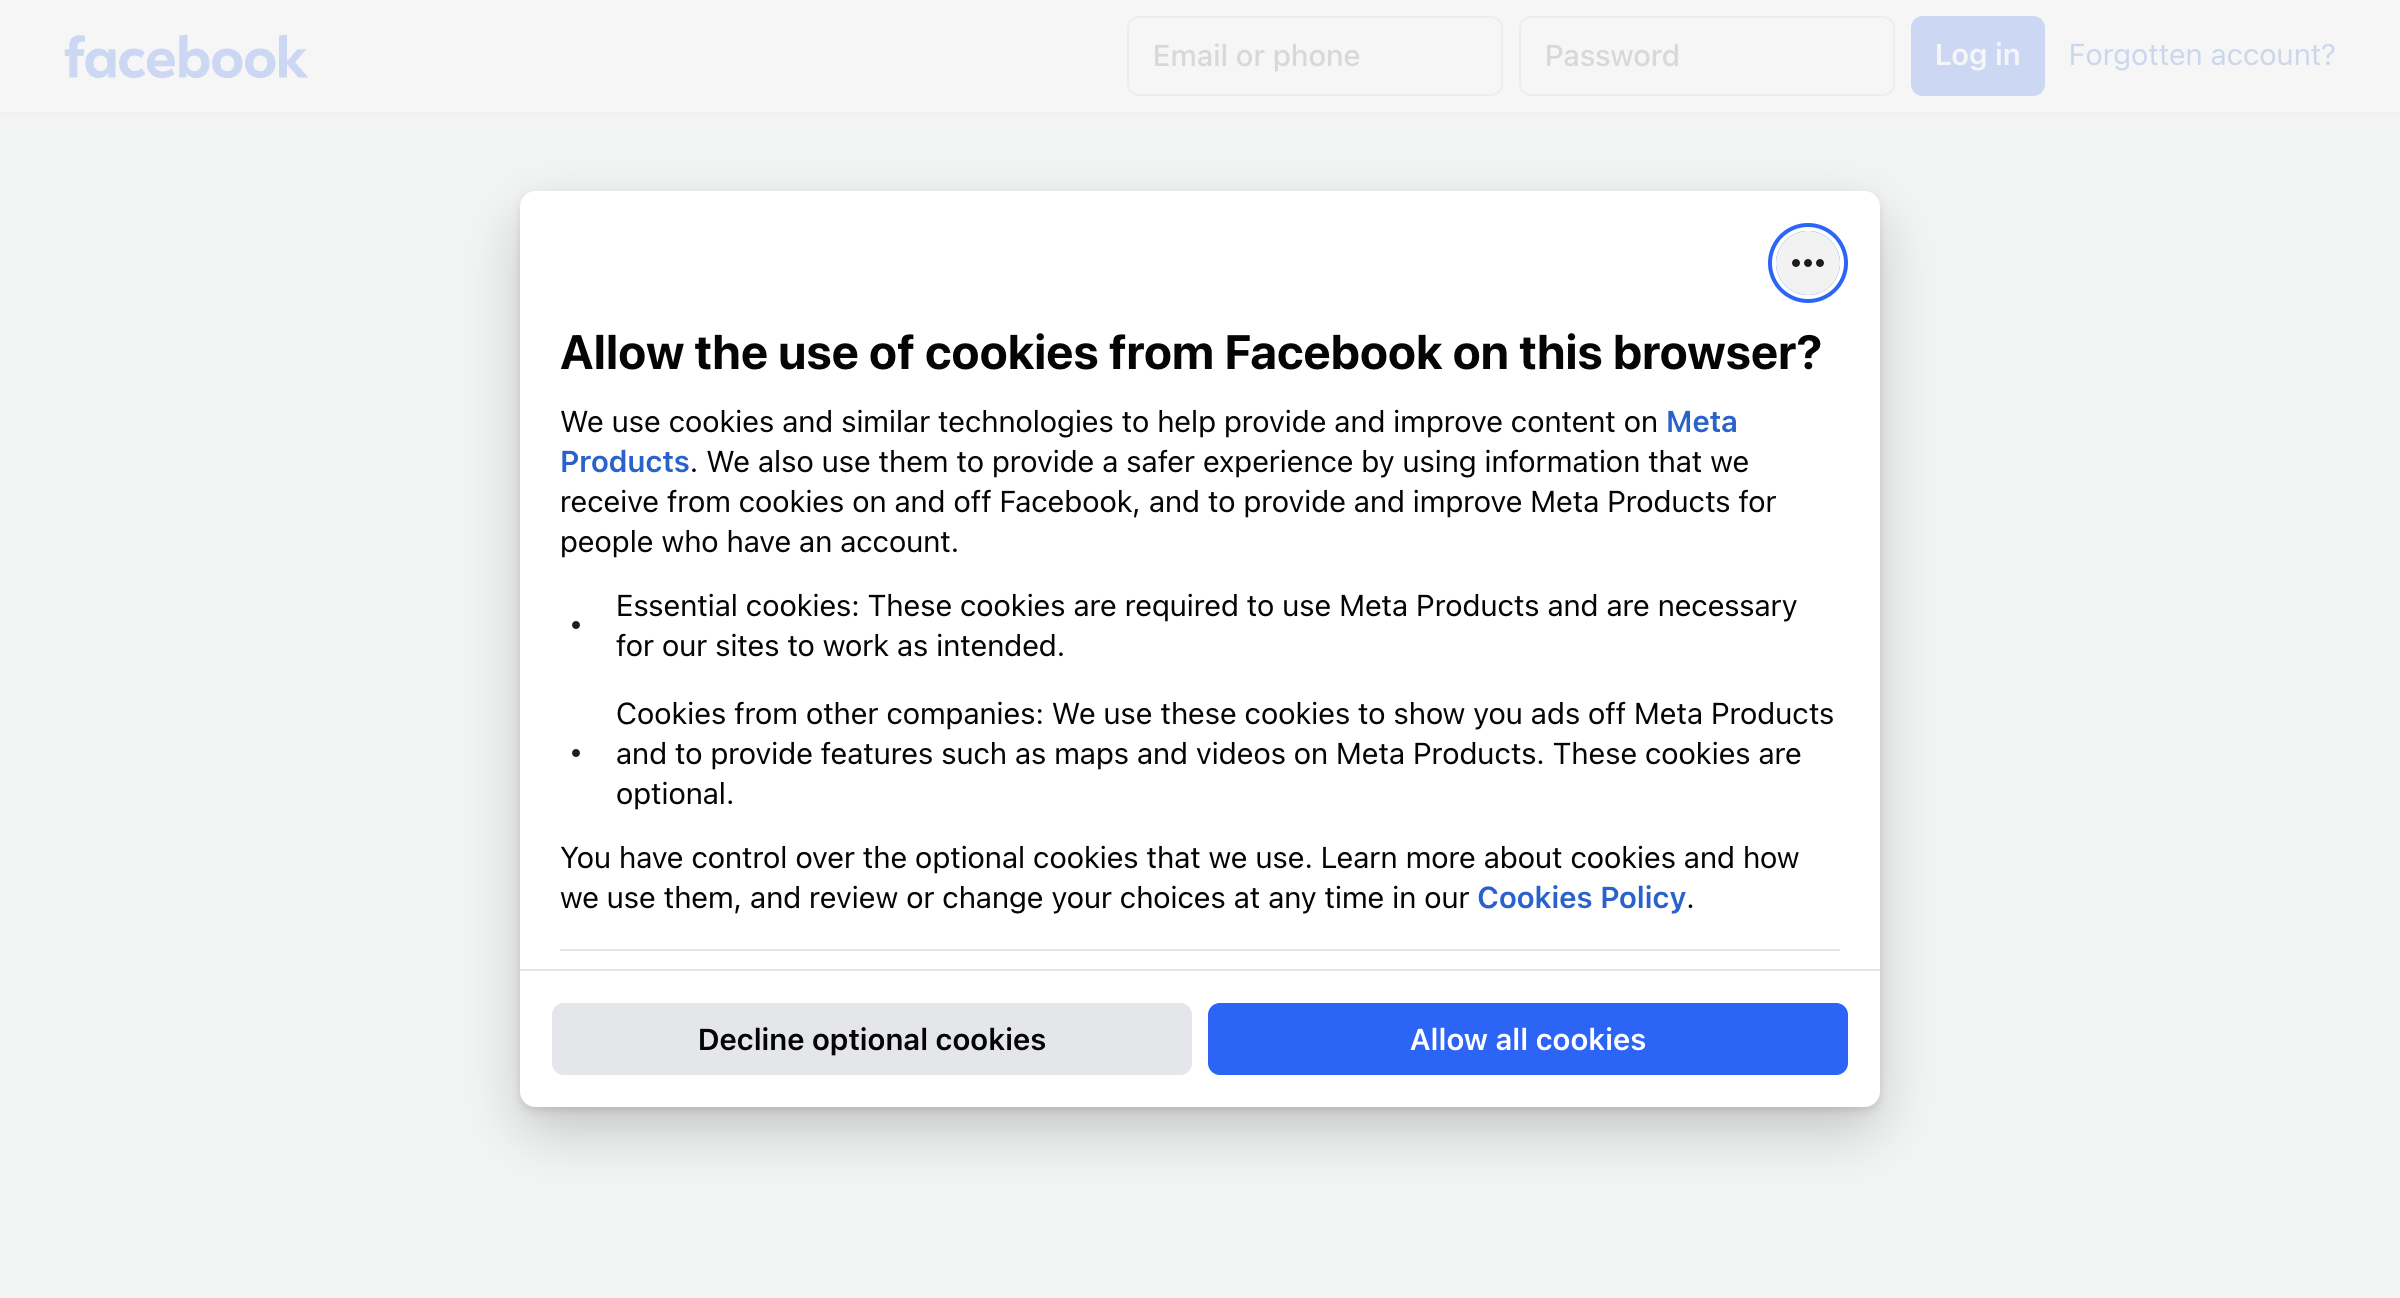 facebook
Email or phone
Password
Log in
Forgotten account?
Allow the use of cookies from Facebook on this browser?
We use cookies and similar technologies to help provide and improve content on Meta
Products. We also use them to provide a safer experience by using information that we
receive from cookies on and off Facebook, and to provide and improve Meta Products for
people who have an account.
• Essential cookies: These cookies are required to use Meta Products and are necessary
for our sites to work as intended.
• Cookies from other companies: We use these cookies to show you ads off Meta Products
and to provide features such as maps and videos on Meta Products. These cookies are
optional.
You have control over the optional cookies that we use. Learn more about cookies and how
we use them, and review or change your choices at any time in our Cookies Policy.
Decline optional cookies
Allow all cookies